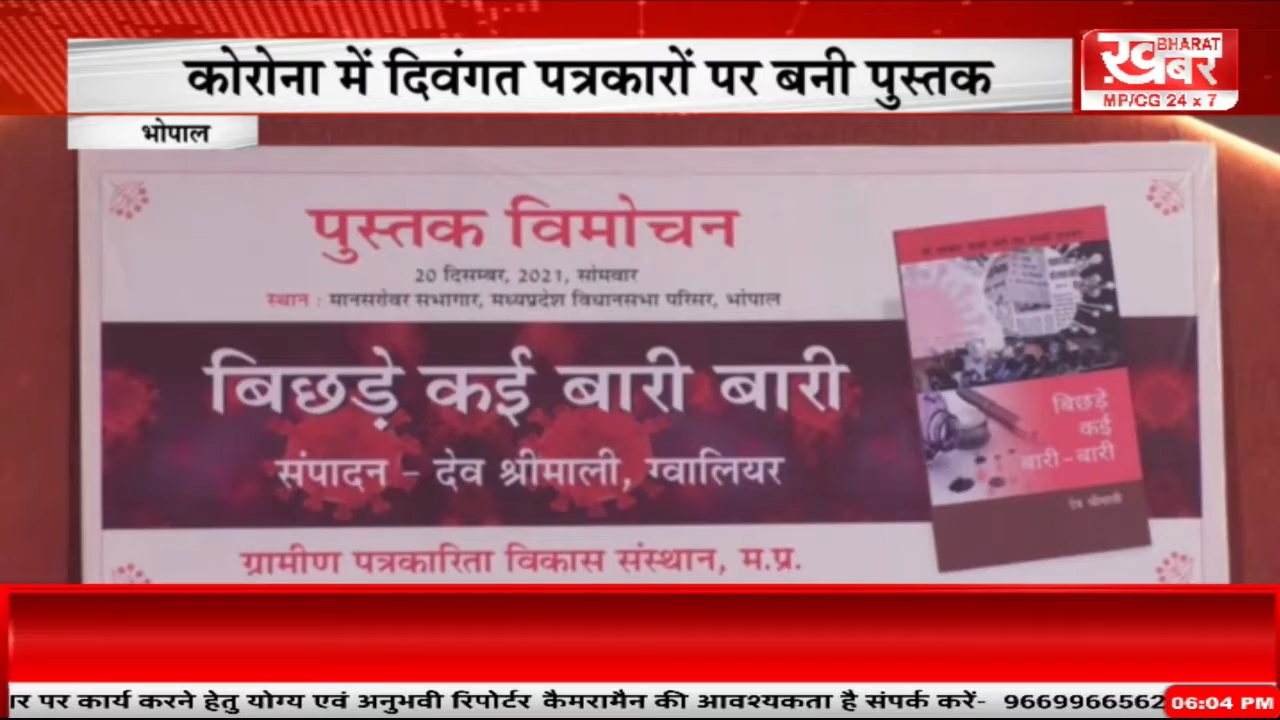 कोरोना में दिवंगत पत्रकारों पर बनी पुस्तक
BHARAT
ख़बर
MP/CG 24 x 7
भोपाल
पुस्तक विमोचन
20 दिसम्बर, 2021, सोमवार
स्थान : मानसरोवर सभागार, मध्यप्रदेश विधानसभा परिसर, भोपाल
बिछड़े कई बारी बारी
संपादन - देव श्रीमाली, ग्वालियर
ग्रामीण पत्रकारिता विकास संस्थान, म.प्र.
बिछड़े
कई
बारी-बारी
देव श्रीमाली
पर कार्य करने हेतु योग्य एवं अनुभवी रिपोर्टर कैमरामैन की आवश्यकता है संपर्क करें- 9669966562
06:04 PM